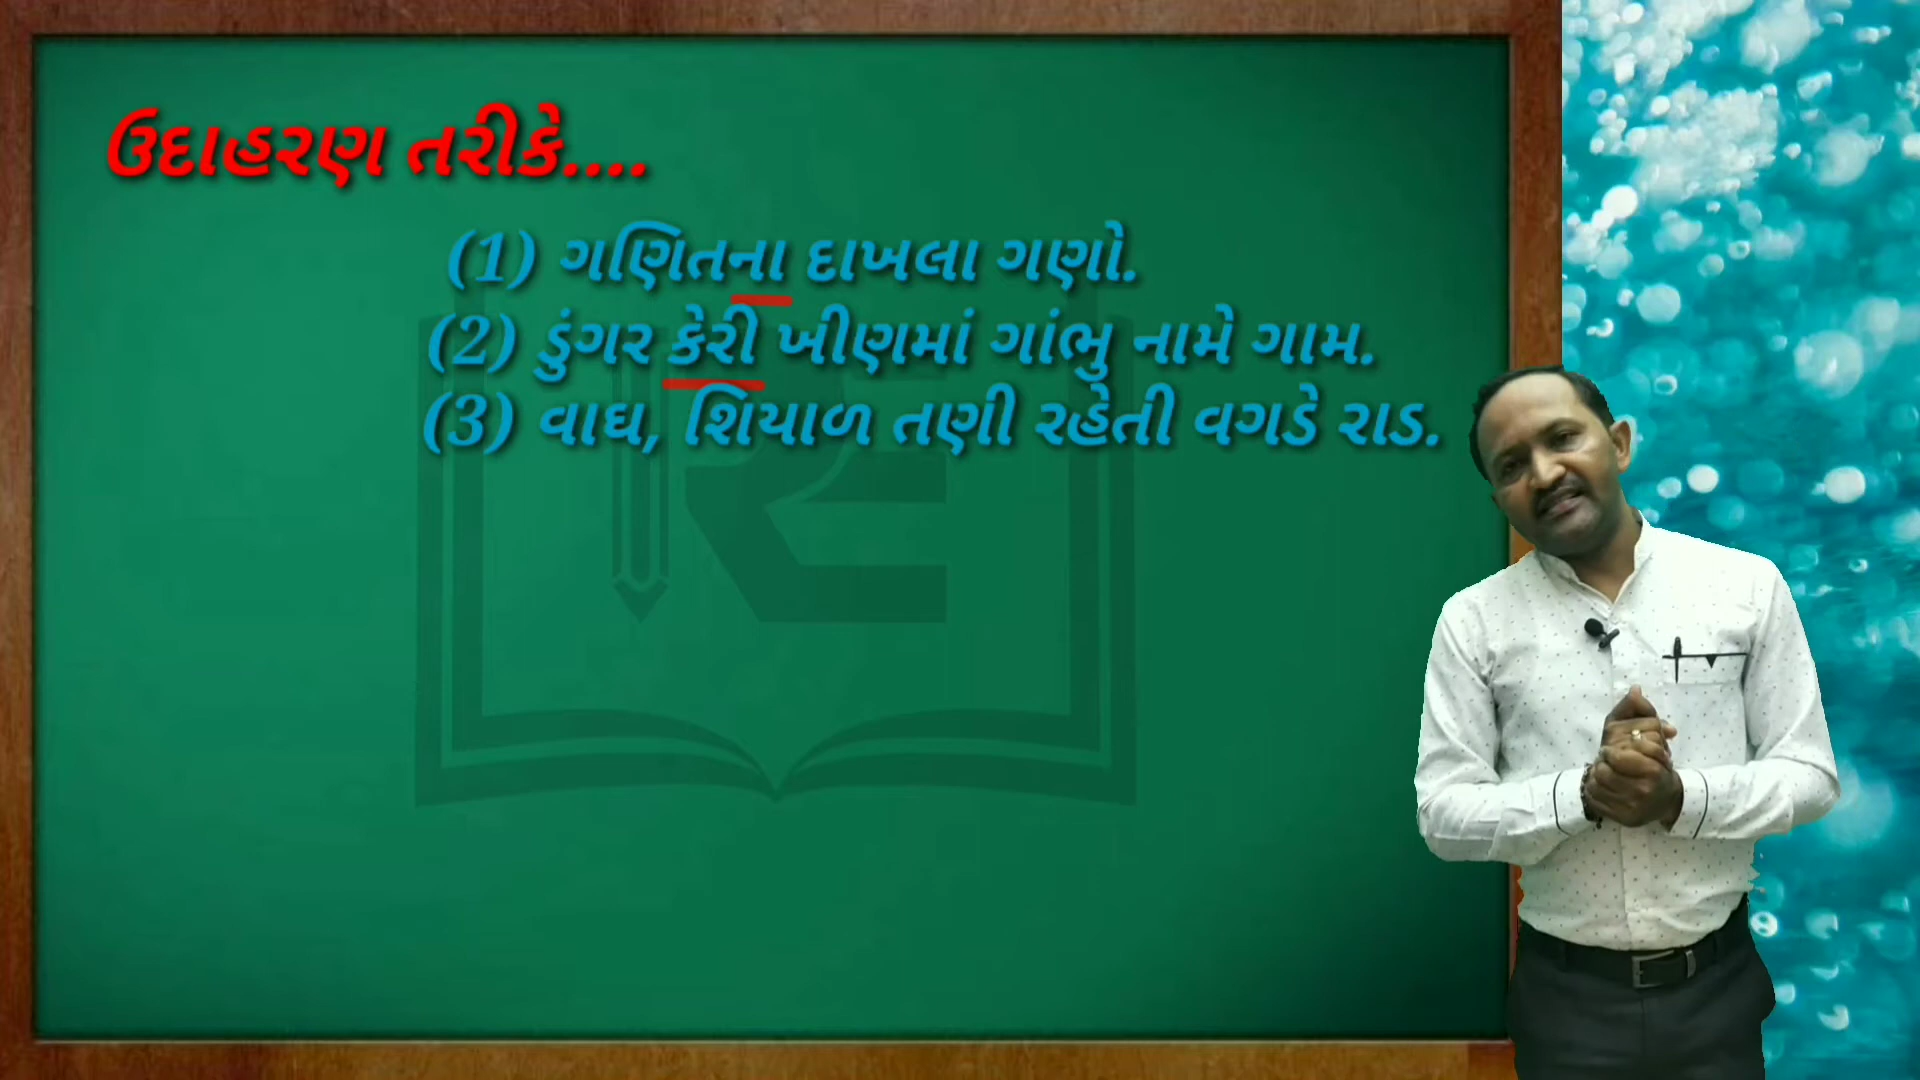 ઉદાહરણ તરીકે....
(1) ગણિતના દાખલા ગણો.
(2) ડુંગર કેરી ખીણમાં ગાંભુ નામે ગામ.
(3) વાઘ, શિયાળ તણી રહેતી વગડે રાડ.